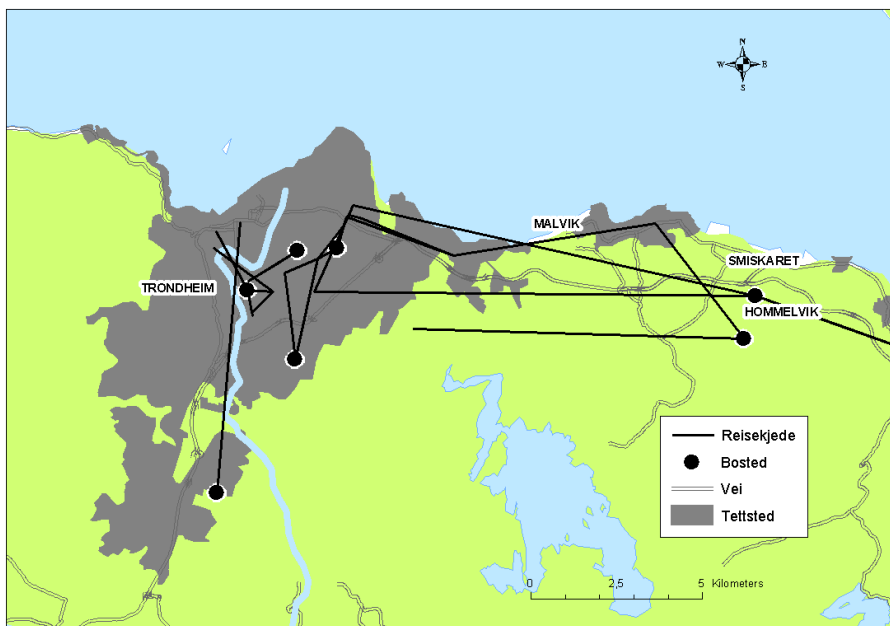 N
W E
S
MALVIK
SMISKARET
TRONDHEIM
HOMMELVIK
Reisekjede
Bosted
Vei
Tettsted
0 2,5 5 Kilometers